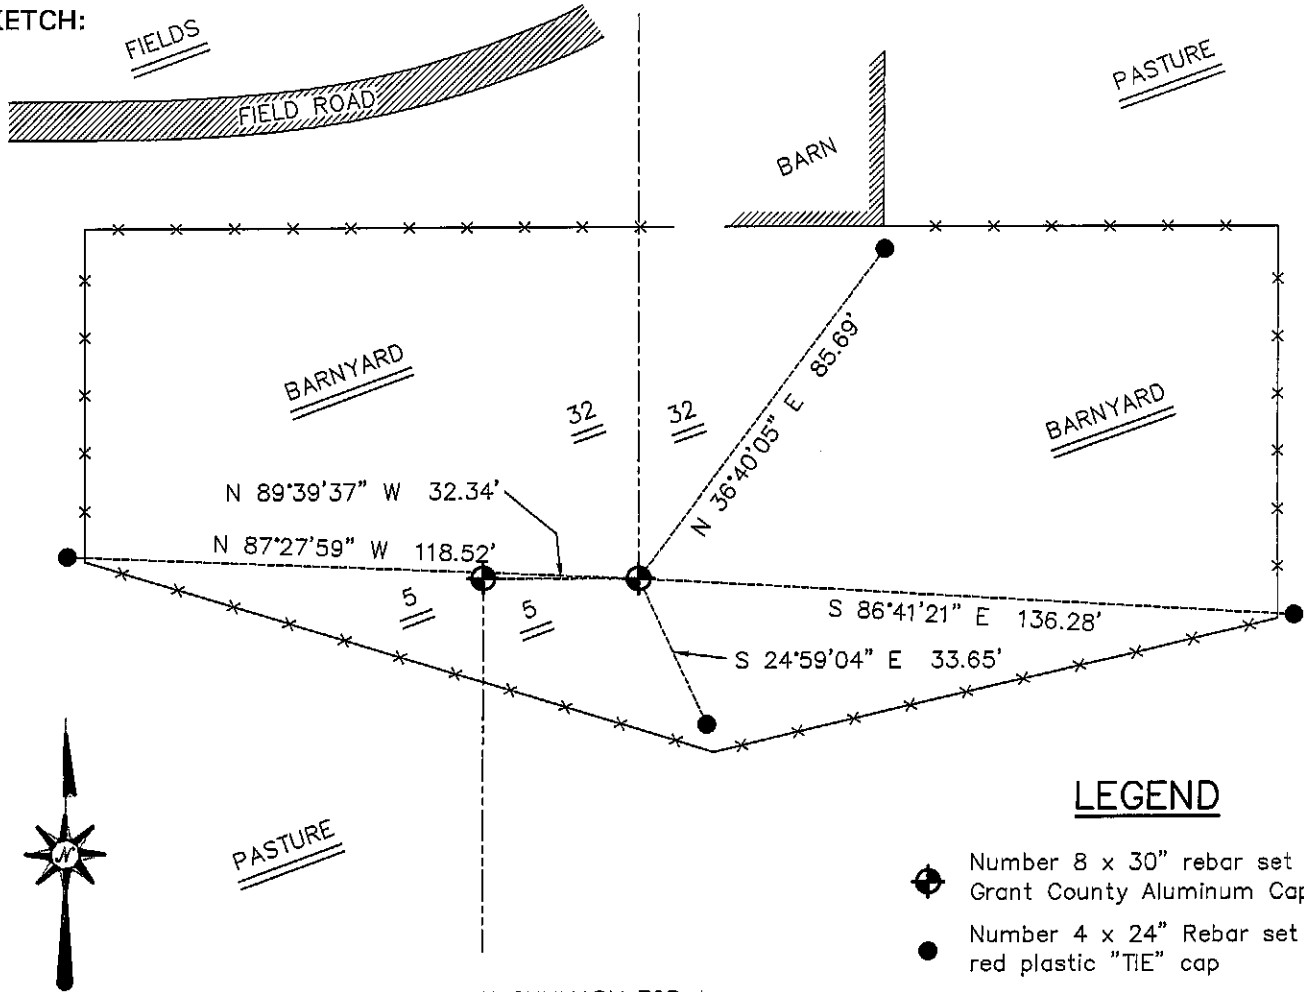 KETCH:
FIELDS
FIELD ROAD
PASTURE
BARN
BARNYARD
32
32
N 36°40'05" E 85.69'
BARNYARD
N 89°39'37" W 32.34'
N 87°27'59" W 118.52'
5
5
S 86°41'21" E 136.28'
S 24°59'04" E 33.65'
PASTURE
N
LEGEND
Number 8 x 30" rebar set
Grant County Aluminum Cap
Number 4 x 24" Rebar set
red plastic "TIE" cap